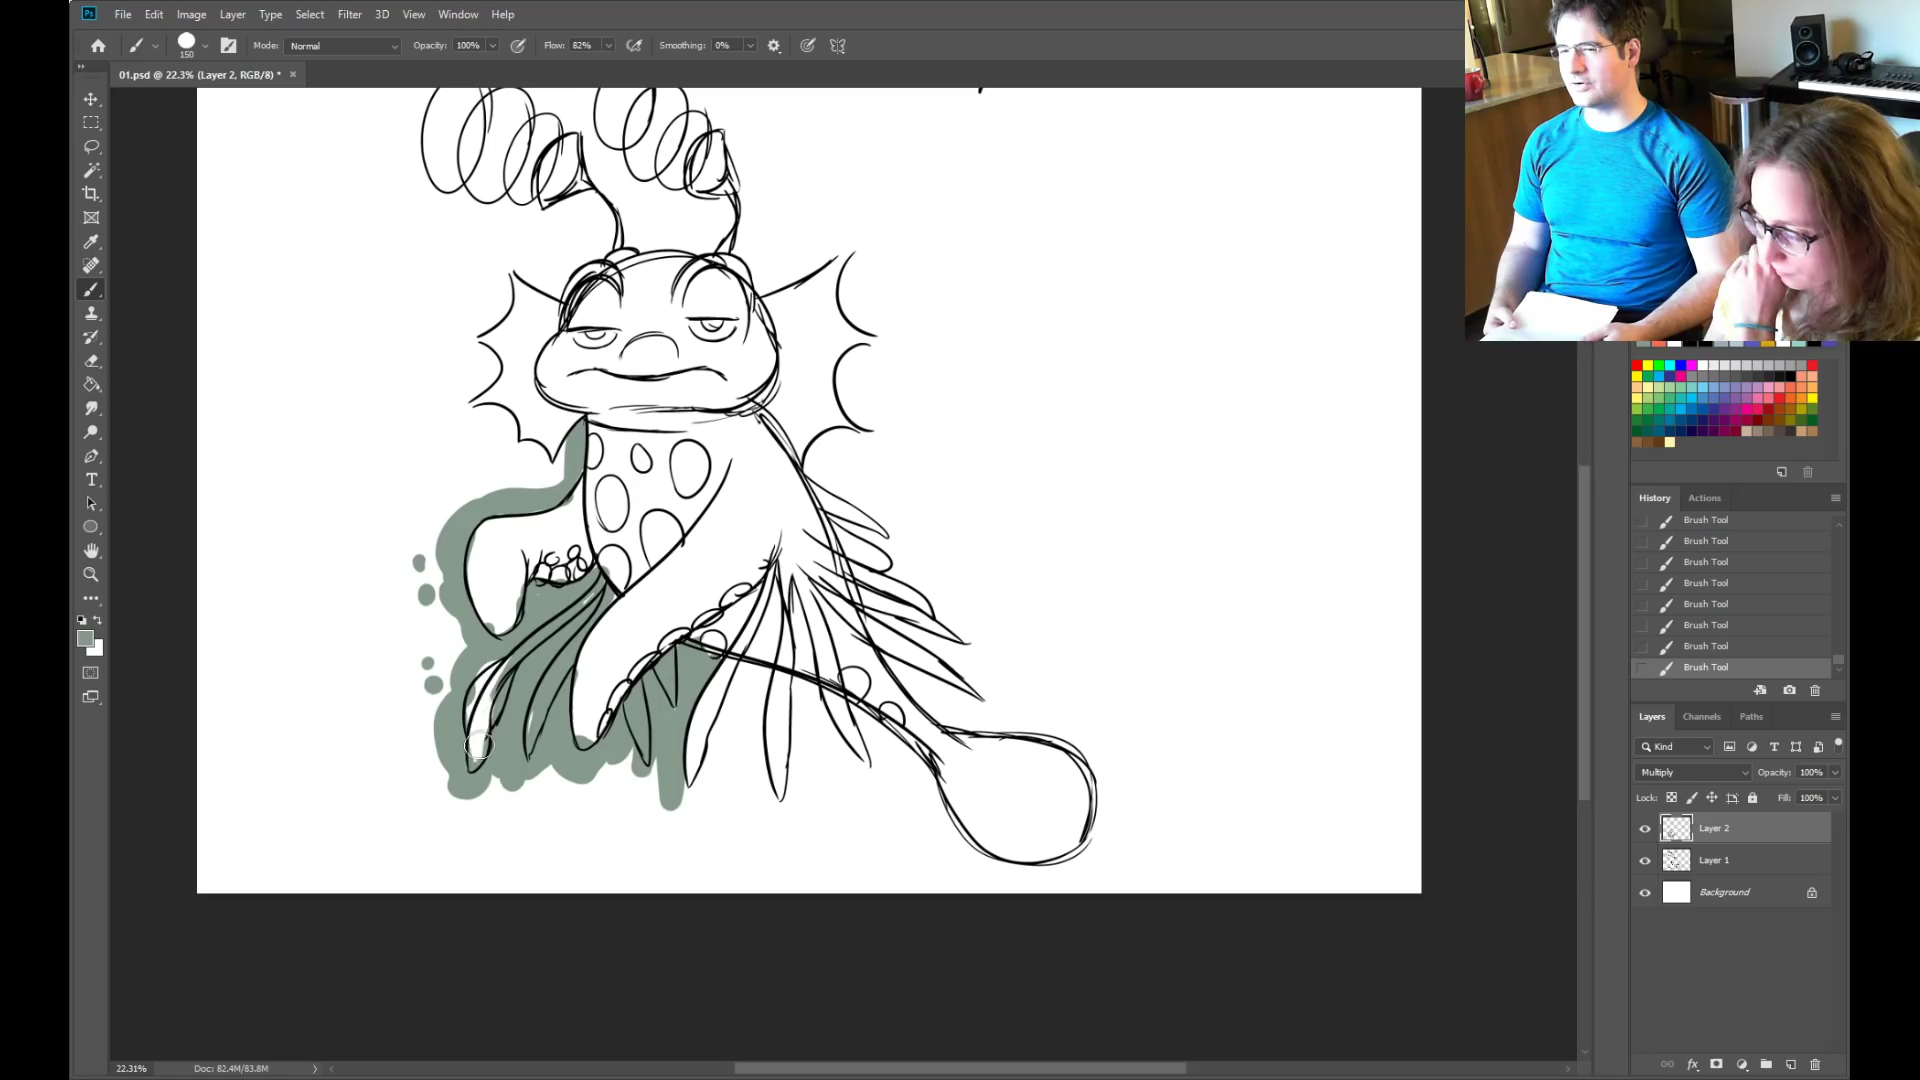 Ps File Edit Image Layer Type Select Filter 3D View Window Help
150 Mode: Normal Opacity: 100% Flow: 82% Smoothing: 0%
01.psd @ 22.3% (Layer 2, RGB/8) *
History Actions
Brush Tool
Brush Tool
Brush Tool
Brush Tool
Brush Tool
Brush Tool
Brush Tool
Brush Tool
Layers Channels Paths
Kind
Multiply Opacity: 100%
Lock: Fill: 100%
Layer 2
Layer 1
Background
fx
22.31% Doc: 82.4M/83.8M